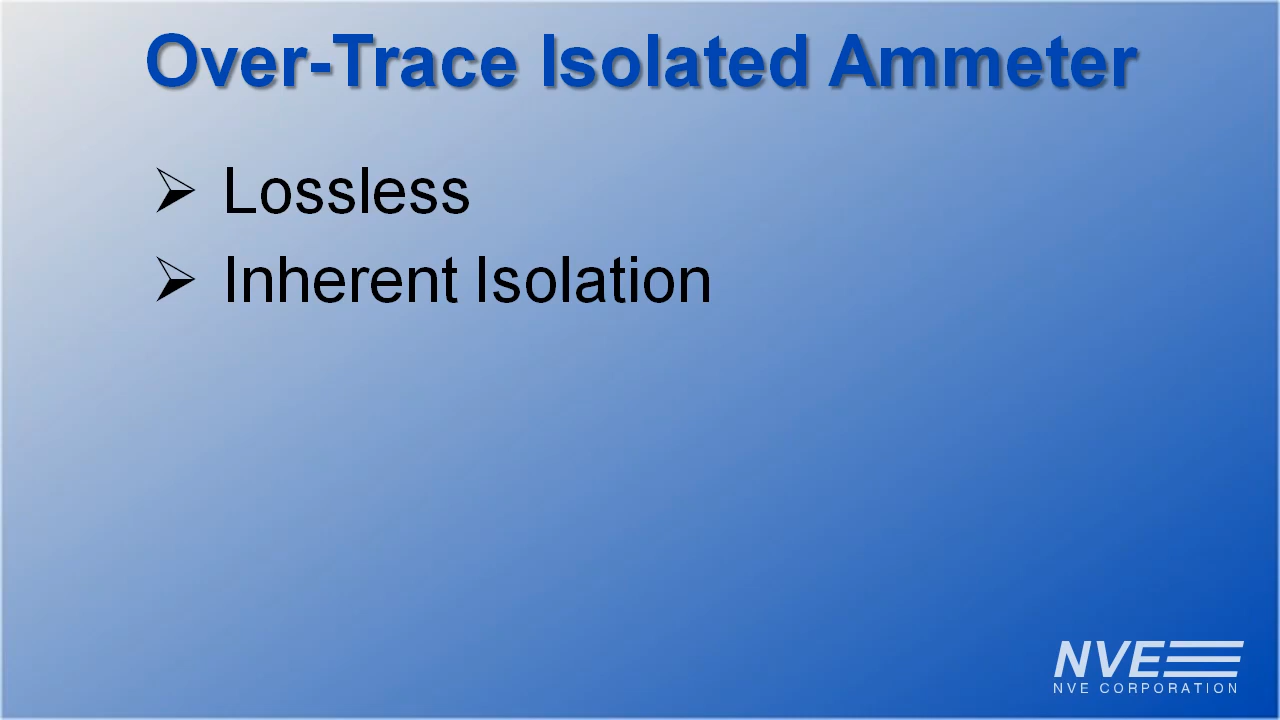 Over-Trace Isolated Ammeter
Lossless
Inherent Isolation
NVE
NVE CORPORATION